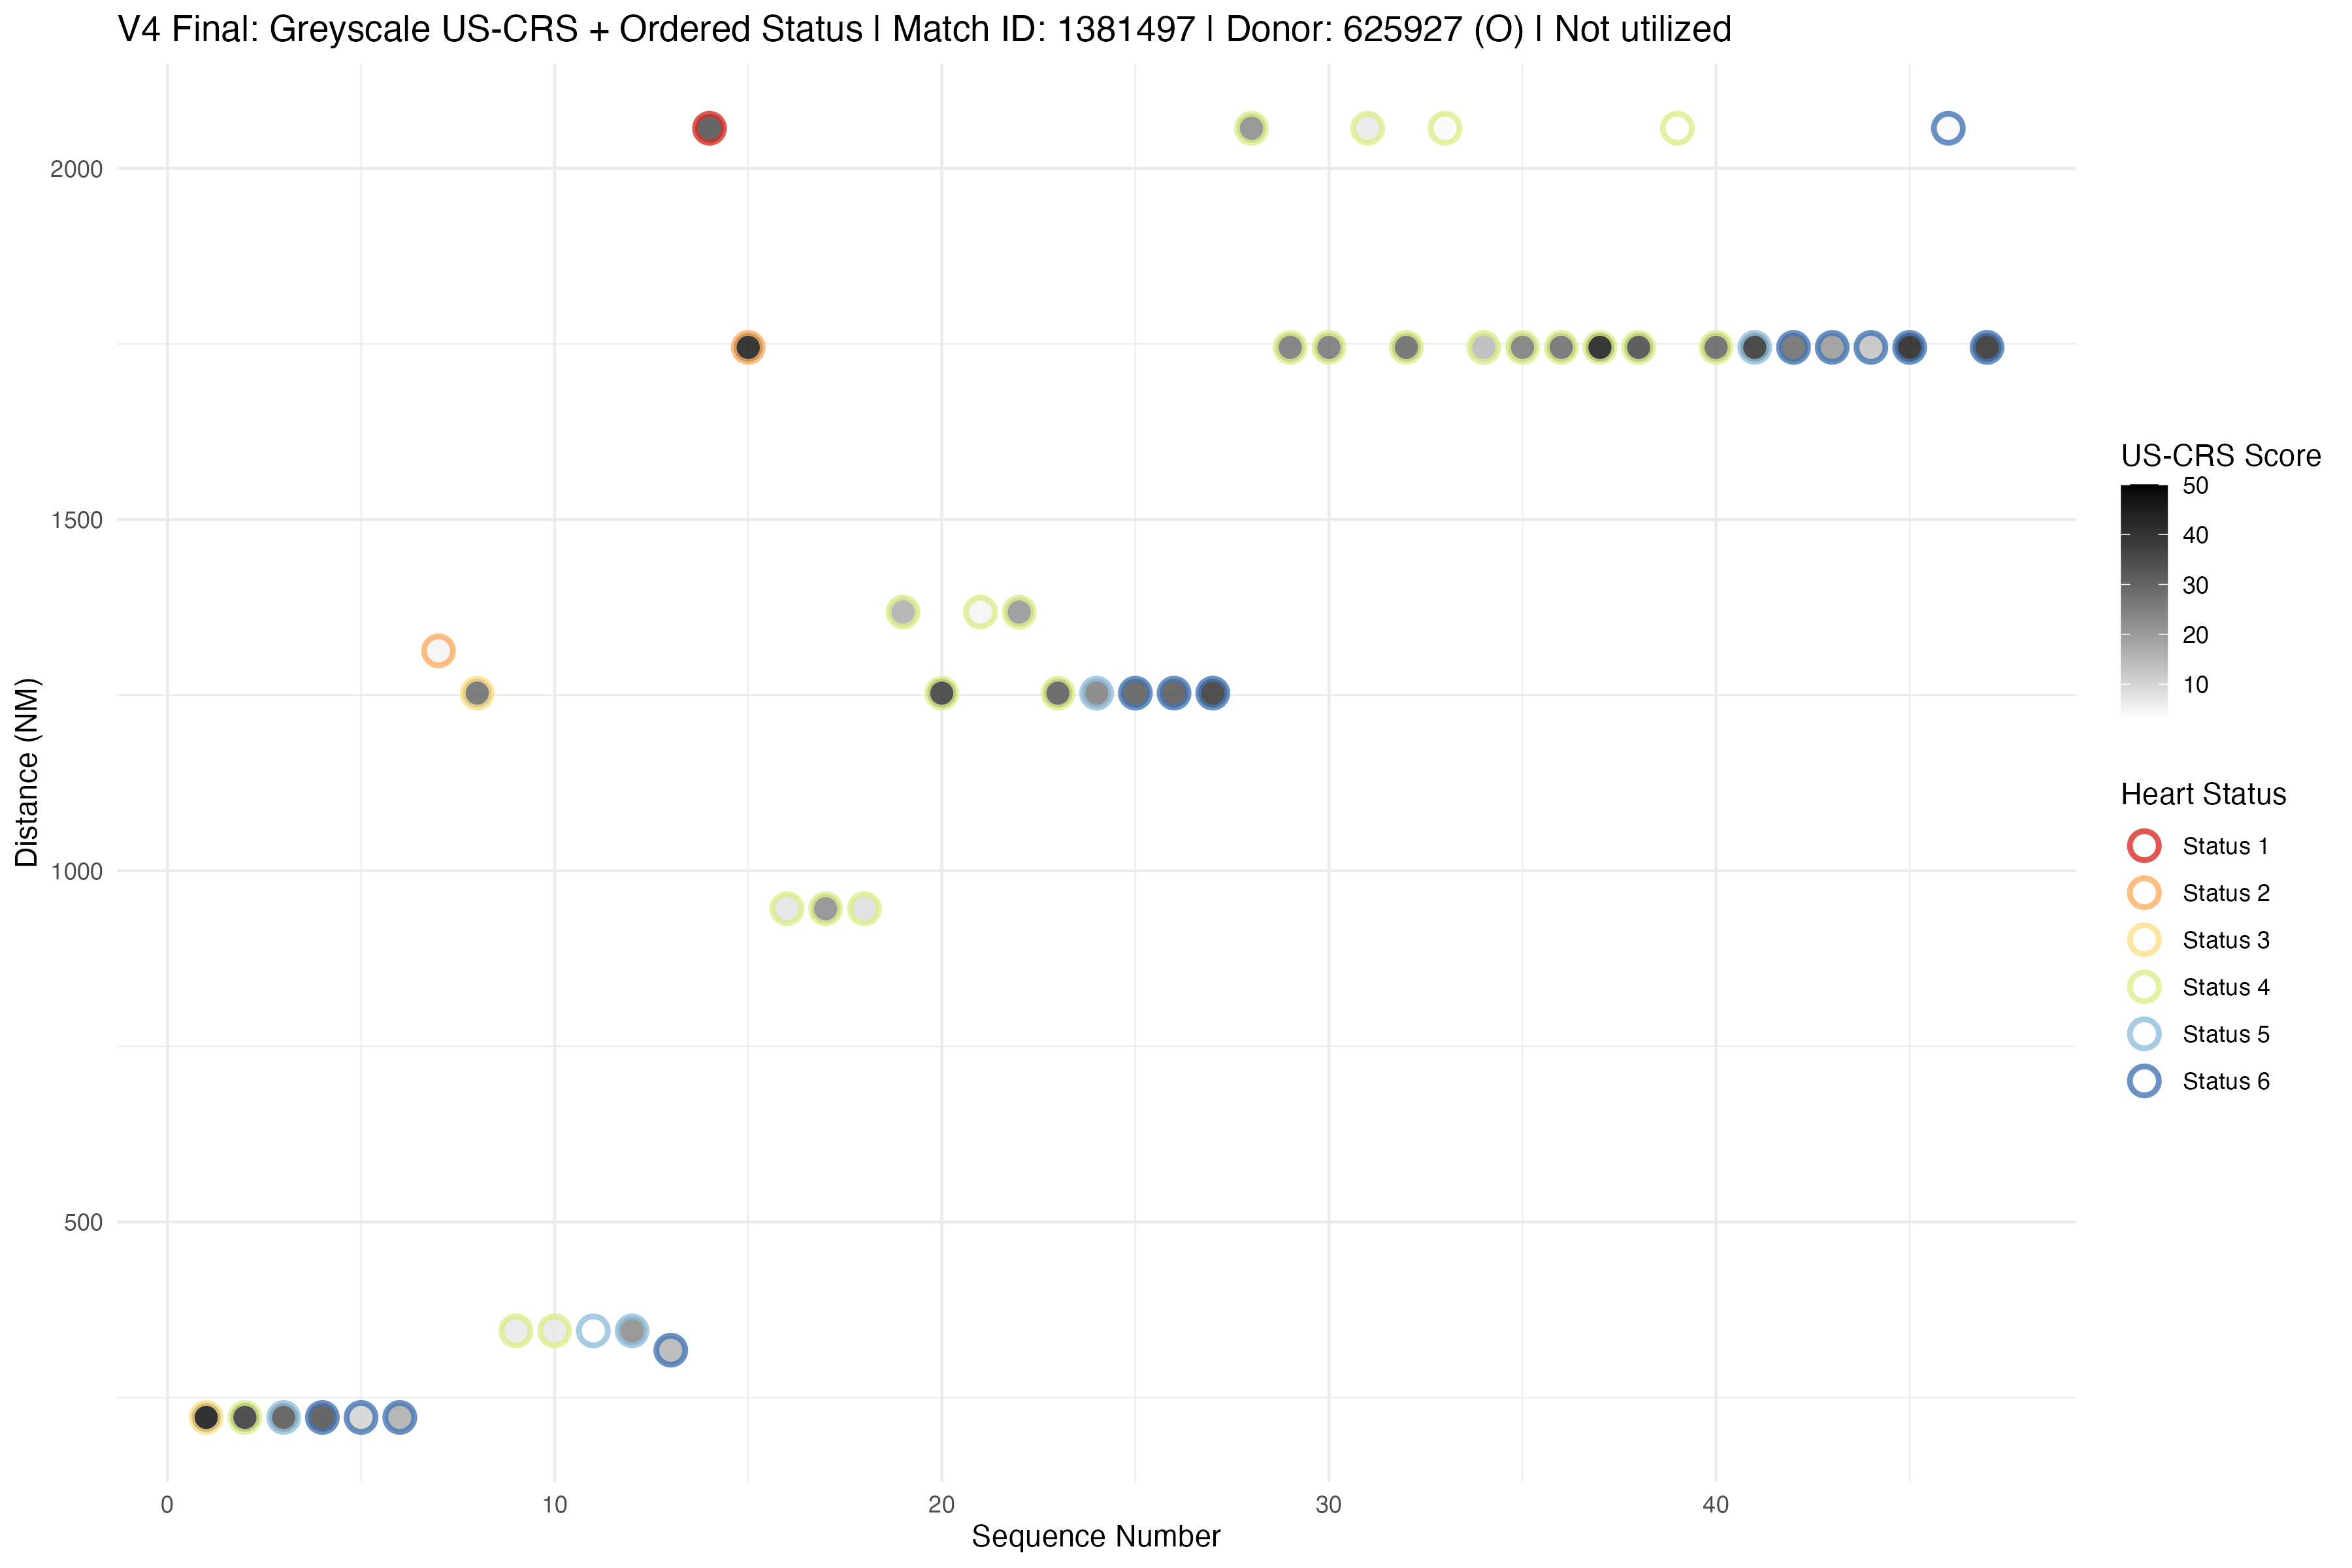 V4 Final: Greyscale US-CRS + Ordered Status | Match ID: 1381497 | Donor: 625927 (O) | Not utilized
Distance (NM)
2000
1500
1000
500
0
10
20
30
40
Sequence Number
US-CRS Score
50
40
30
20
10
Heart Status
Status 1
Status 2
Status 3
Status 4
Status 5
Status 6